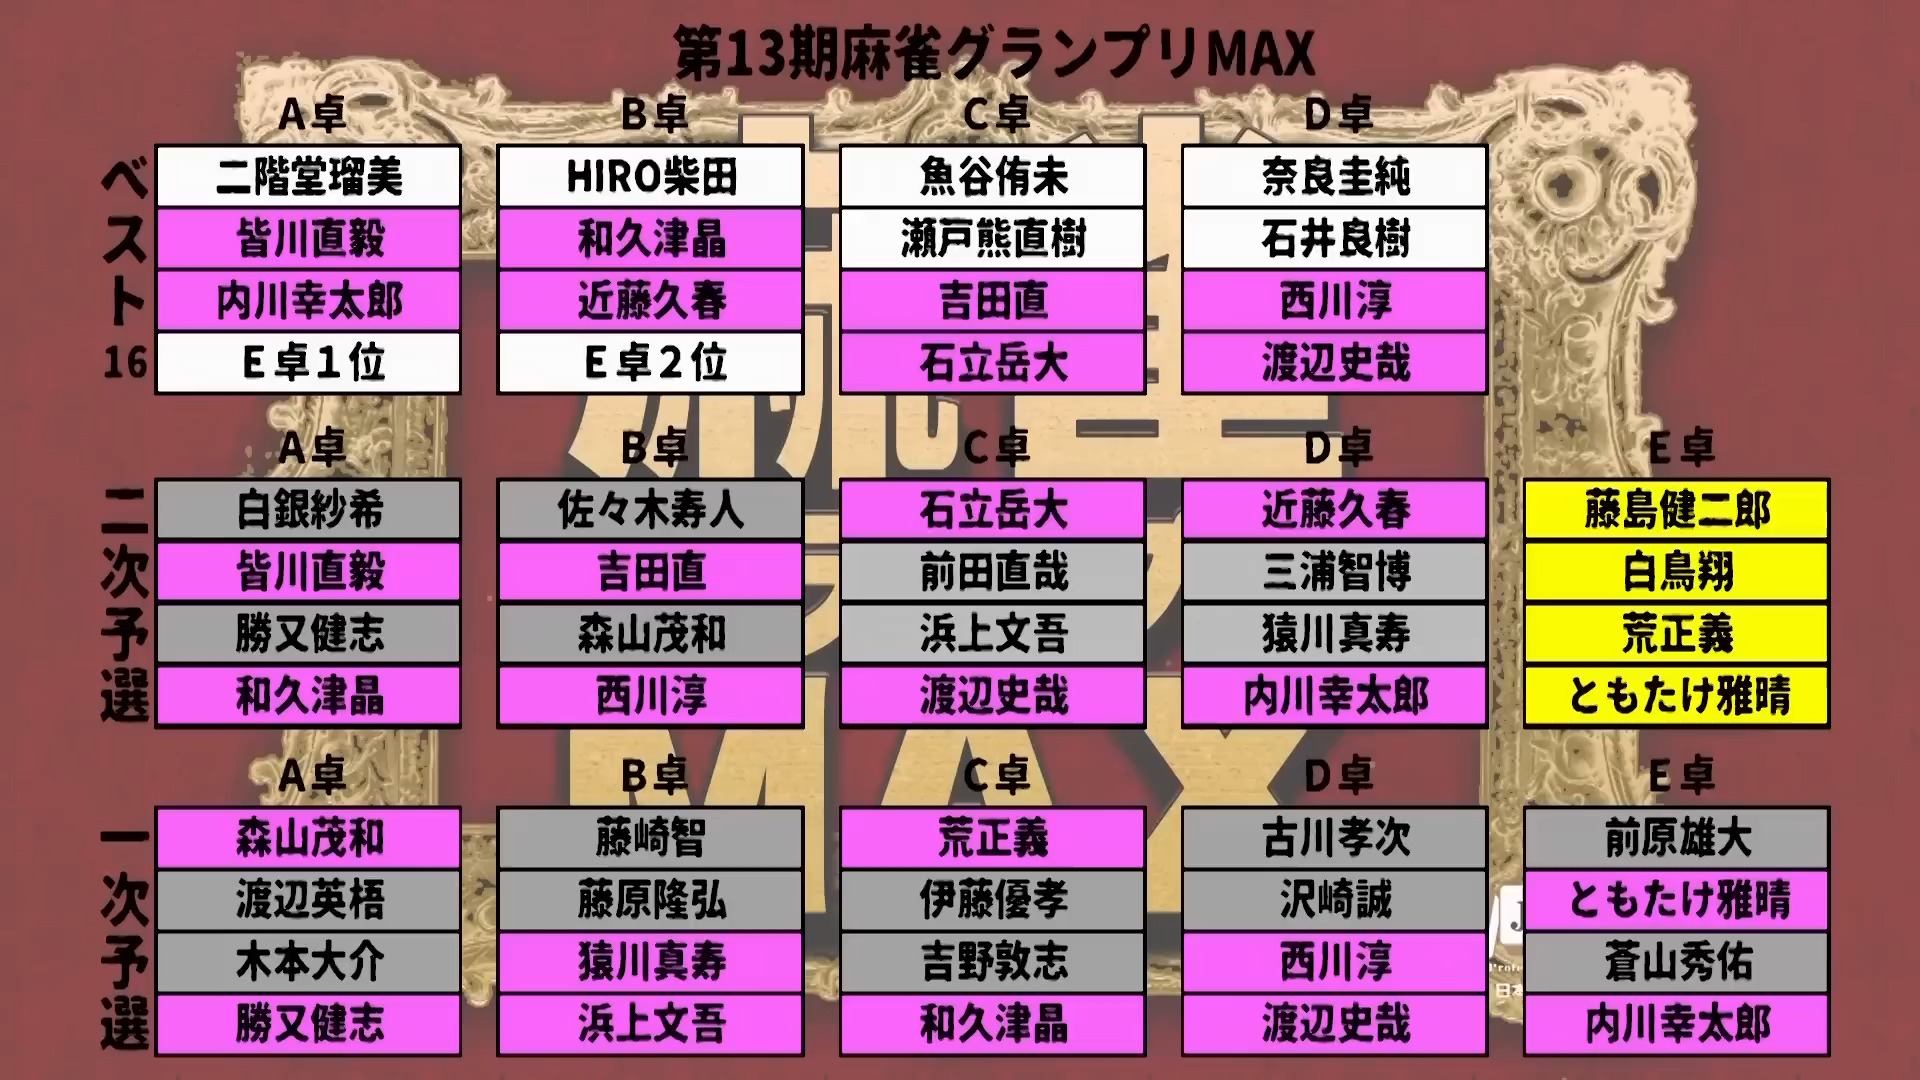 第13期麻雀グランプリMAX
A卓 B卓 C卓 D卓
ベスト16
二階堂瑠美 HIRO柴田 魚谷侑未 奈良圭純
皆川直毅 和久津晶 瀬戸熊直樹 石井良樹
内川幸太郎 近藤久春 吉田直 西川淳
E卓1位 E卓2位 石立岳大 渡辺史哉
A卓 B卓 C卓 D卓 E卓
二次予選
白銀紗希 佐々木寿人 石立岳大 近藤久春 藤島健二郎
皆川直毅 吉田直 前田直哉 三浦智博 白鳥翔
勝又健志 森山茂和 浜上文吾 猿川真寿 荒正義
和久津晶 西川淳 渡辺史哉 内川幸太郎 ともたけ雅晴
A卓 B卓 C卓 D卓 E卓
一次予選
森山茂和 藤崎智 荒正義 古川孝次 前原雄大
渡辺英梧 藤原隆弘 伊藤優孝 沢崎誠 ともたけ雅晴
木本大介 猿川真寿 吉野敦志 西川淳 蒼山秀佑
勝又健志 浜上文吾 和久津晶 渡辺史哉 内川幸太郎
MAX